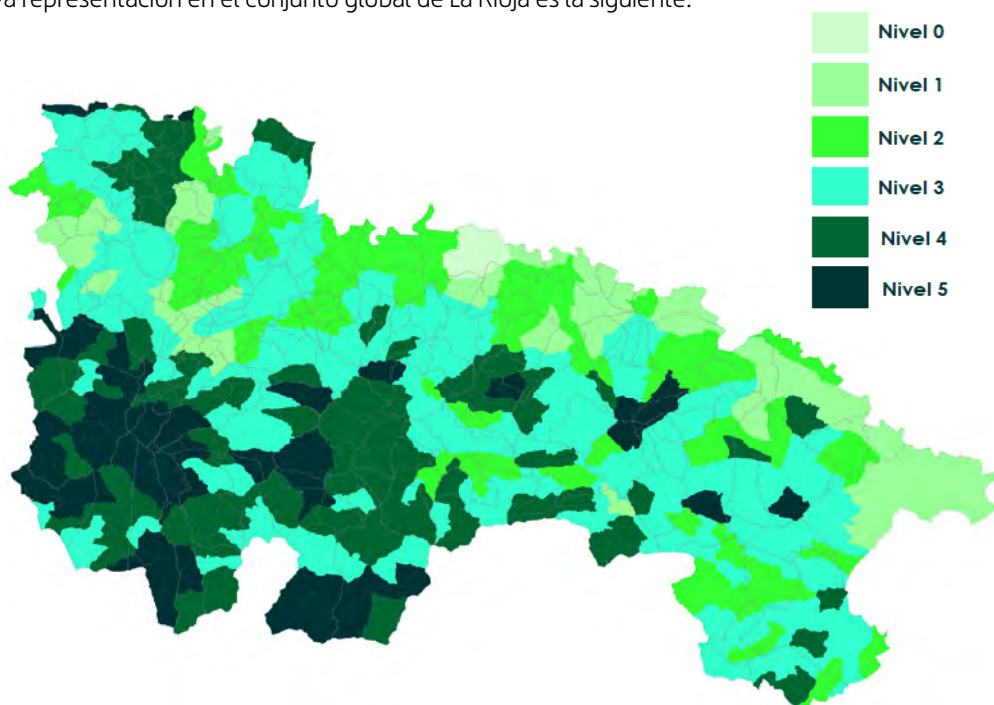 va representación en el conjunto global de La Rioja es la siguiente:
Nivel 0
Nivel 1
Nivel 2
Nivel 3
Nivel 4
Nivel 5